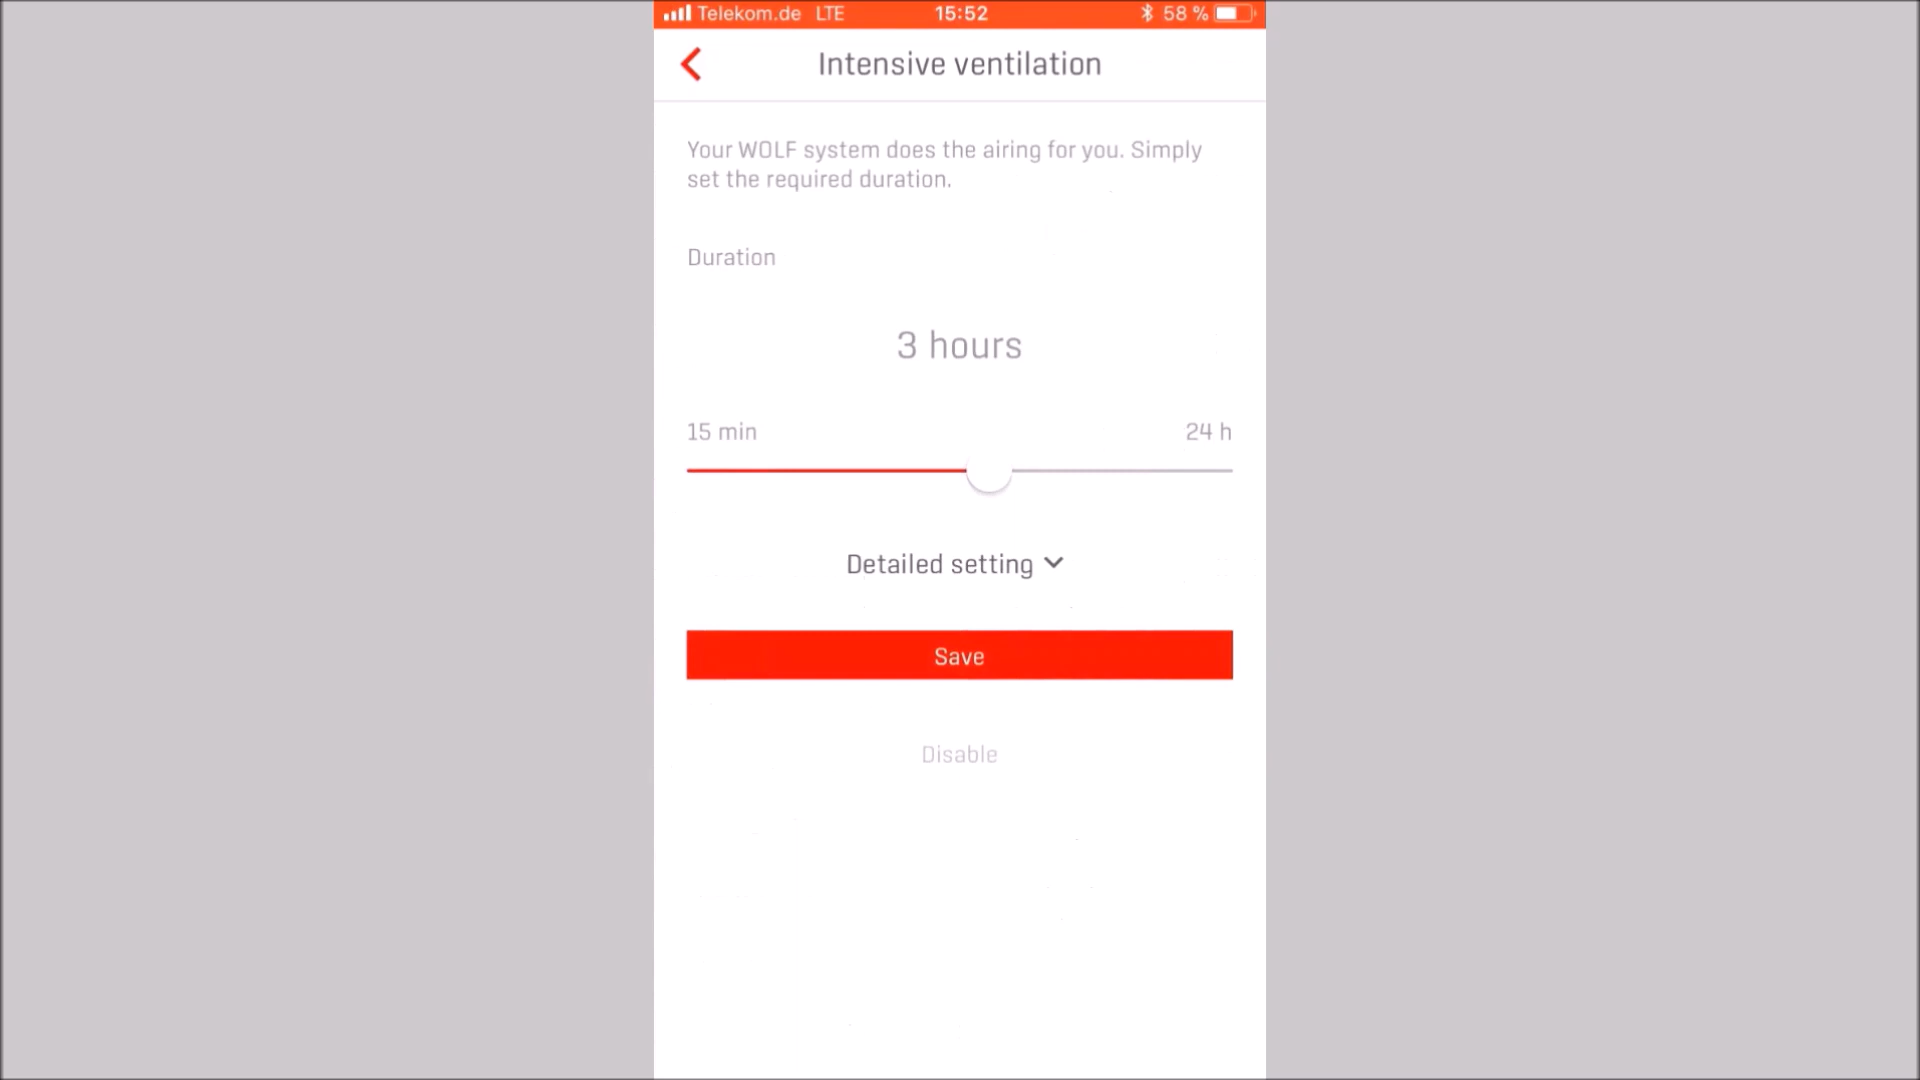 Telekom.de LTE 15:52 58 %
Intensive ventilation
Your WOLF system does the airing for you. Simply
set the required duration.
Duration
3 hours
15 min 24 h
Detailed setting
Save
Disable